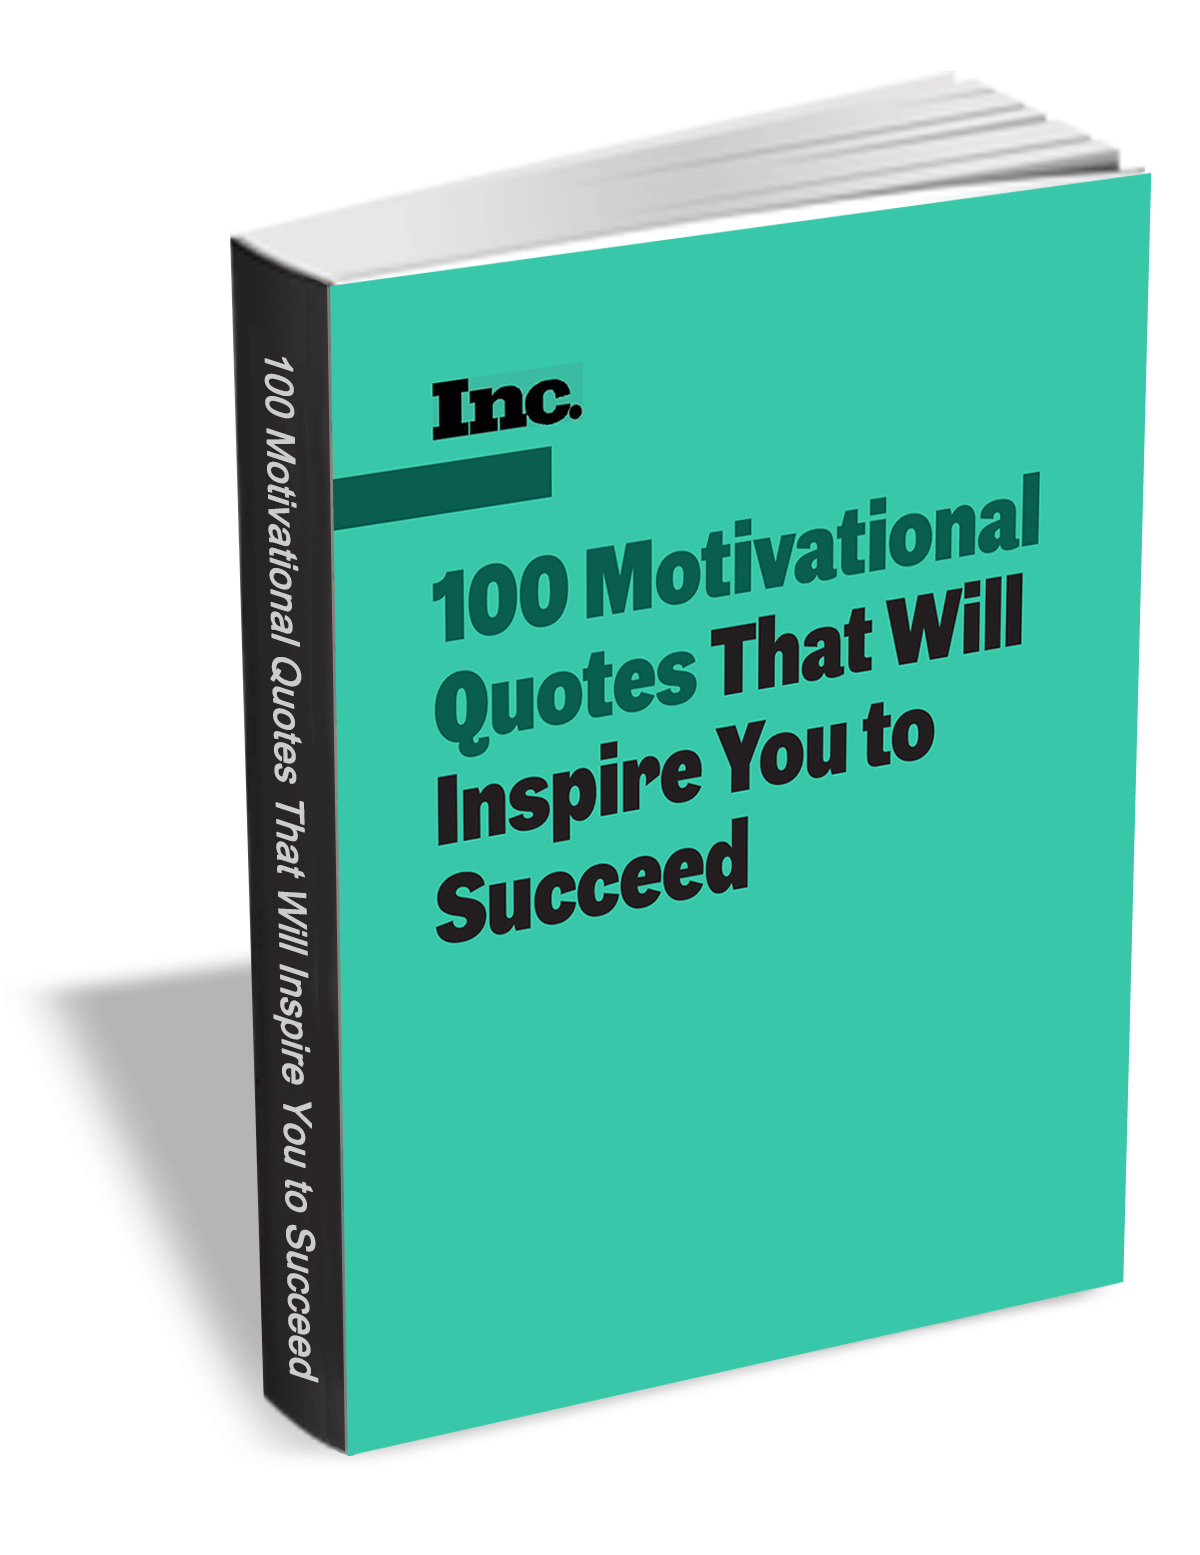 100 Motivational Quotes That Will Inspire You to Succeed
Inc.
100 Motivational
Quotes That Will
Inspire You to
Succeed